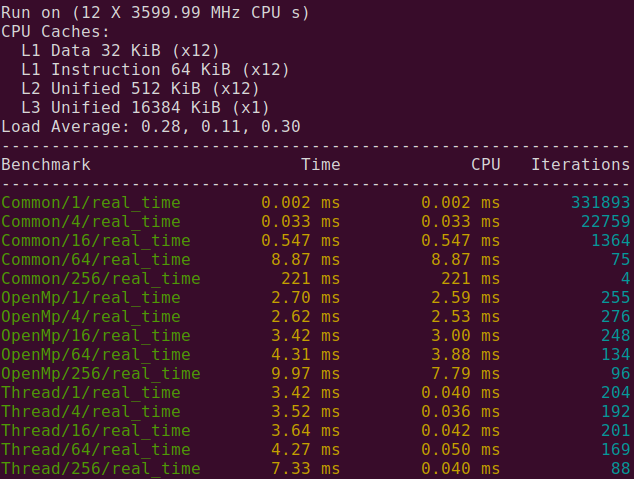 Run on (12 X 3599.99 MHz CPU s)
CPU Caches:
  L1 Data 32 KiB (x12)
  L1 Instruction 64 KiB (x12)
  L2 Unified 512 KiB (x12)
  L3 Unified 16384 KiB (x1)
Load Average: 0.28, 0.11, 0.30
---------------------------------------------------------------
Benchmark                     Time             CPU   Iterations
---------------------------------------------------------------
Common/1/real_time        0.002 ms        0.002 ms       331893
Common/4/real_time        0.033 ms        0.033 ms        22759
Common/16/real_time       0.547 ms        0.547 ms         1364
Common/64/real_time        8.87 ms         8.87 ms           75
Common/256/real_time        221 ms          221 ms            4
OpenMp/1/real_time         2.70 ms         2.59 ms          255
OpenMp/4/real_time         2.62 ms         2.53 ms          276
OpenMp/16/real_time        3.42 ms         3.00 ms          248
OpenMp/64/real_time        4.31 ms         3.88 ms          134
OpenMp/256/real_time       9.97 ms         7.79 ms           96
Thread/1/real_time         3.42 ms        0.040 ms          204
Thread/4/real_time         3.52 ms        0.036 ms          192
Thread/16/real_time        3.64 ms        0.042 ms          201
Thread/64/real_time        4.27 ms        0.050 ms          169
Thread/256/real_time       7.33 ms        0.040 ms           88